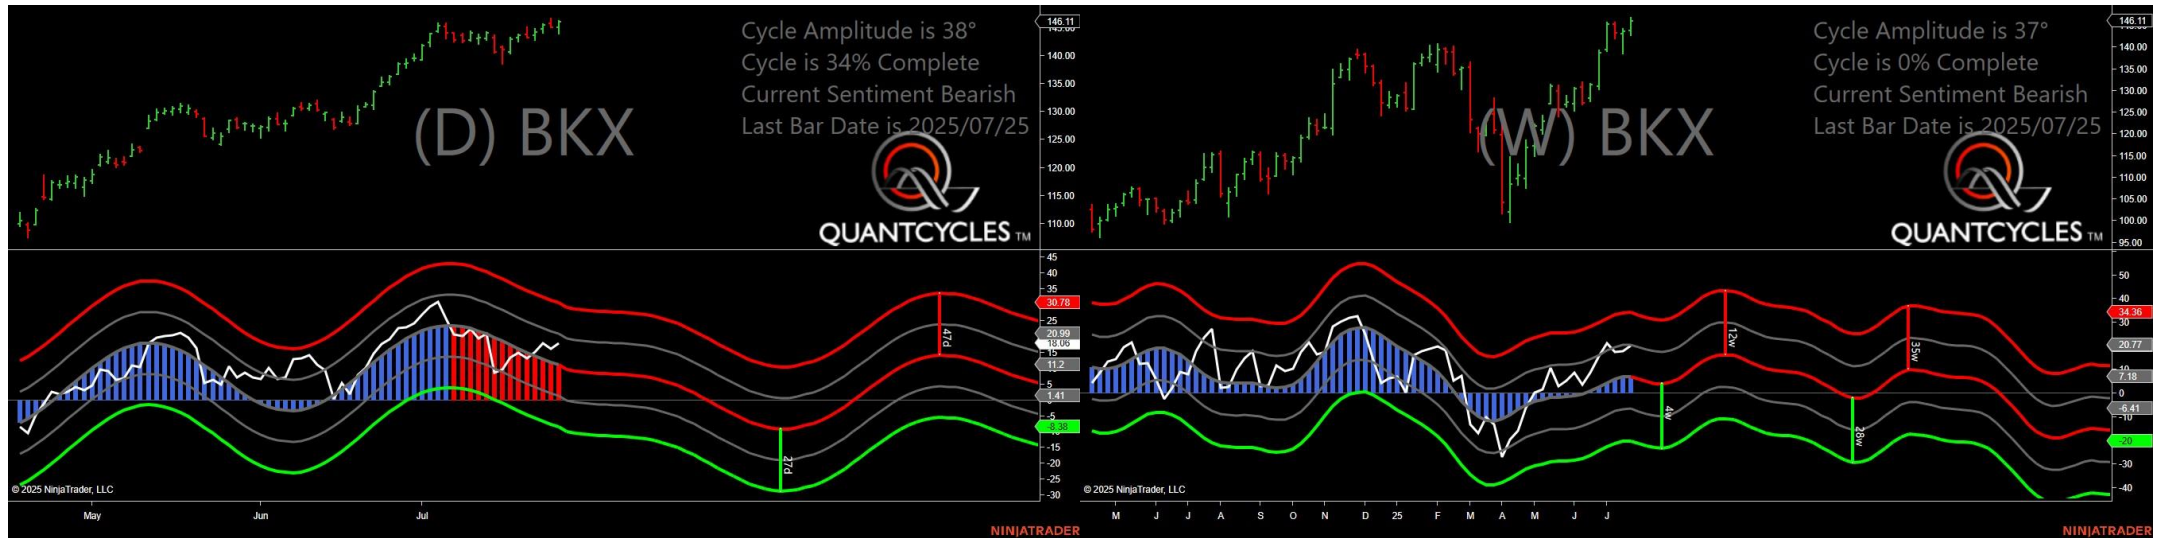 146.11
145.00
140.00
135.00
130.00
125.00
120.00
115.00
110.00
Cycle Amplitude is 38°
Cycle is 34% Complete
Current Sentiment Bearish
Last Bar Date is 2025/07/25
(D) BKX
QUANTCYCLES TM
45
40
35
30.78
25
20.99
18.06
15
11.2
5
1.41
-5
-8.38
-15
-20
-25
-30
47d
27d
© 2025 NinjaTrader, LLC
May Jun Jul
NINJATRADER
146.11
140.00
135.00
130.00
125.00
120.00
115.00
110.00
105.00
100.00
95.00
Cycle Amplitude is 37°
Cycle is 0% Complete
Current Sentiment Bearish
Last Bar Date is 2025/07/25
(W) BKX
QUANTCYCLES TM
50
40
34.36
30
20.77
10
7.18
0
-6.41
-10
-20
-30
-40
12w
35w
4w
28w
© 2025 NinjaTrader, LLC
M J J A S O N D 25 F M A M J J
NINJATRADER